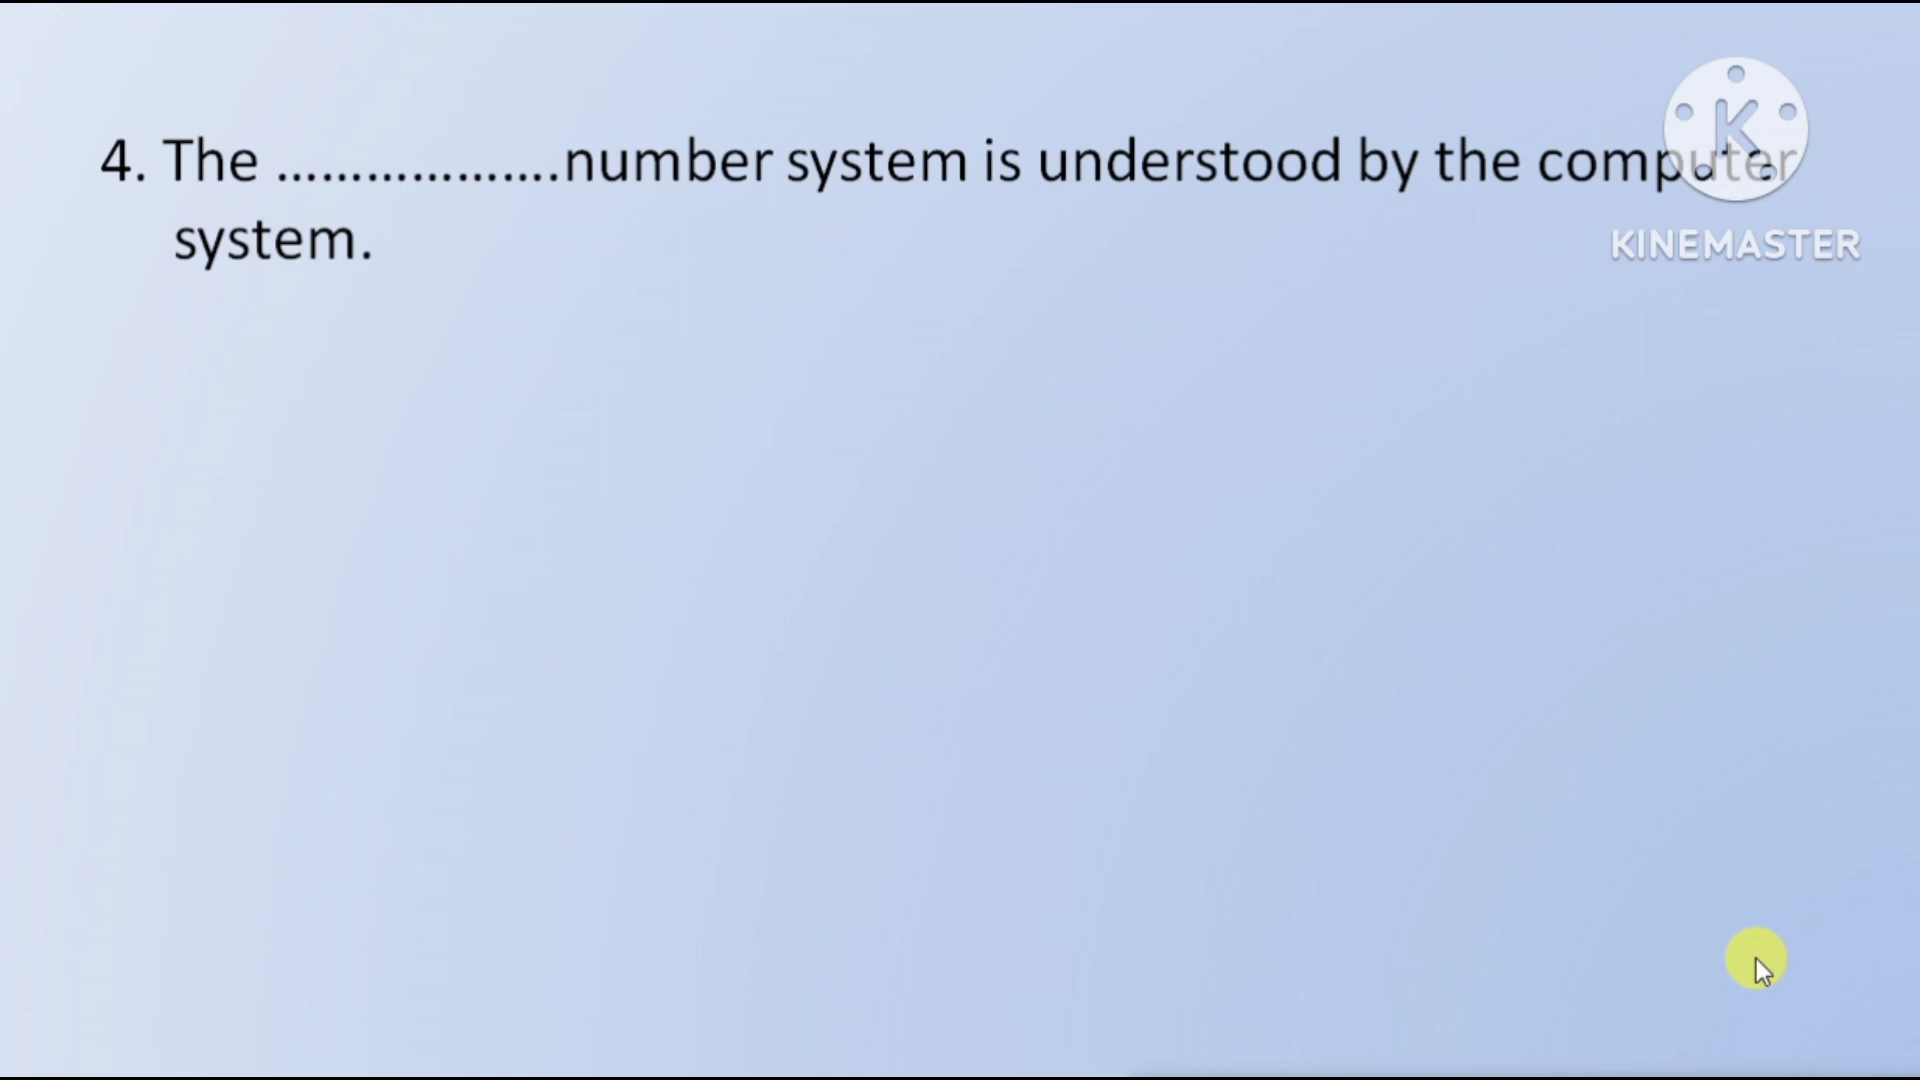 4. The ...................number system is understood by the computer
system.
K
KINEMASTER